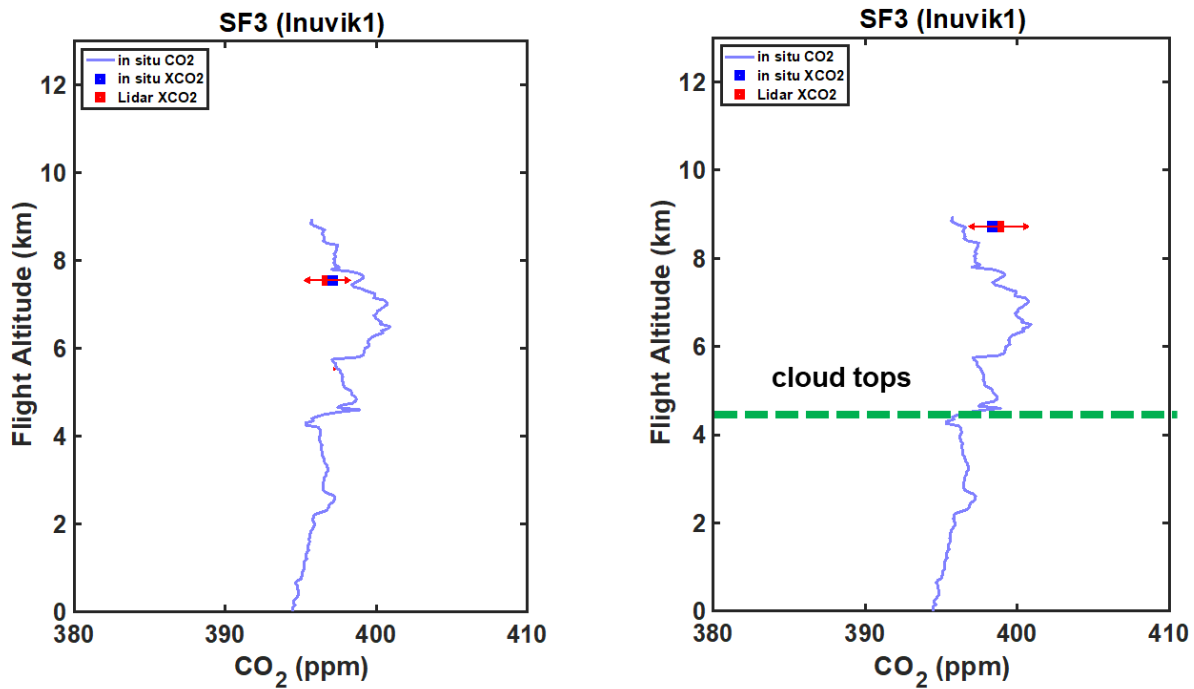 SF3 (Inuvik1)
in situ CO2
in situ XCO2
Lidar XCO2
12
10
8
6
4
2
0
Flight Altitude (km)
380
390
400
410
CO2 (ppm)
SF3 (Inuvik1)
in situ CO2
in situ XCO2
Lidar XCO2
12
10
8
6
4
2
0
Flight Altitude (km)
cloud tops
380
390
400
410
CO2 (ppm)